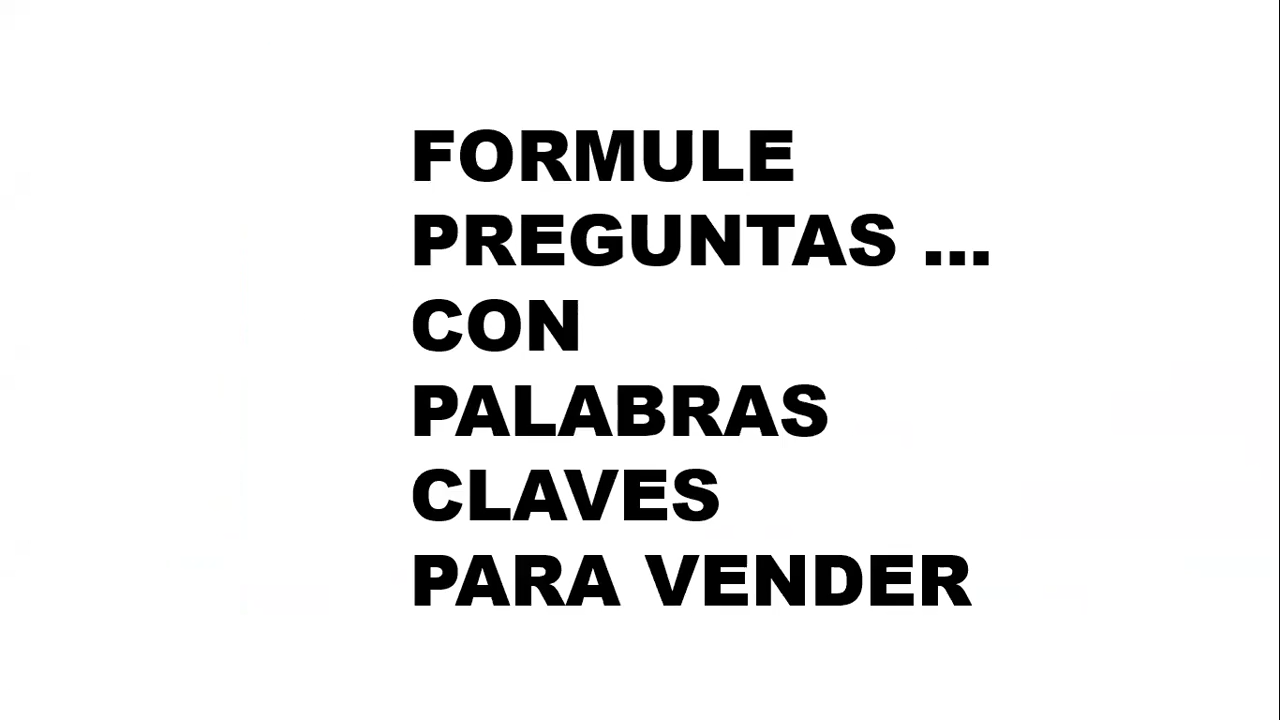 FORMULE
PREGUNTAS ...
CON
PALABRAS
CLAVES
PARA VENDER